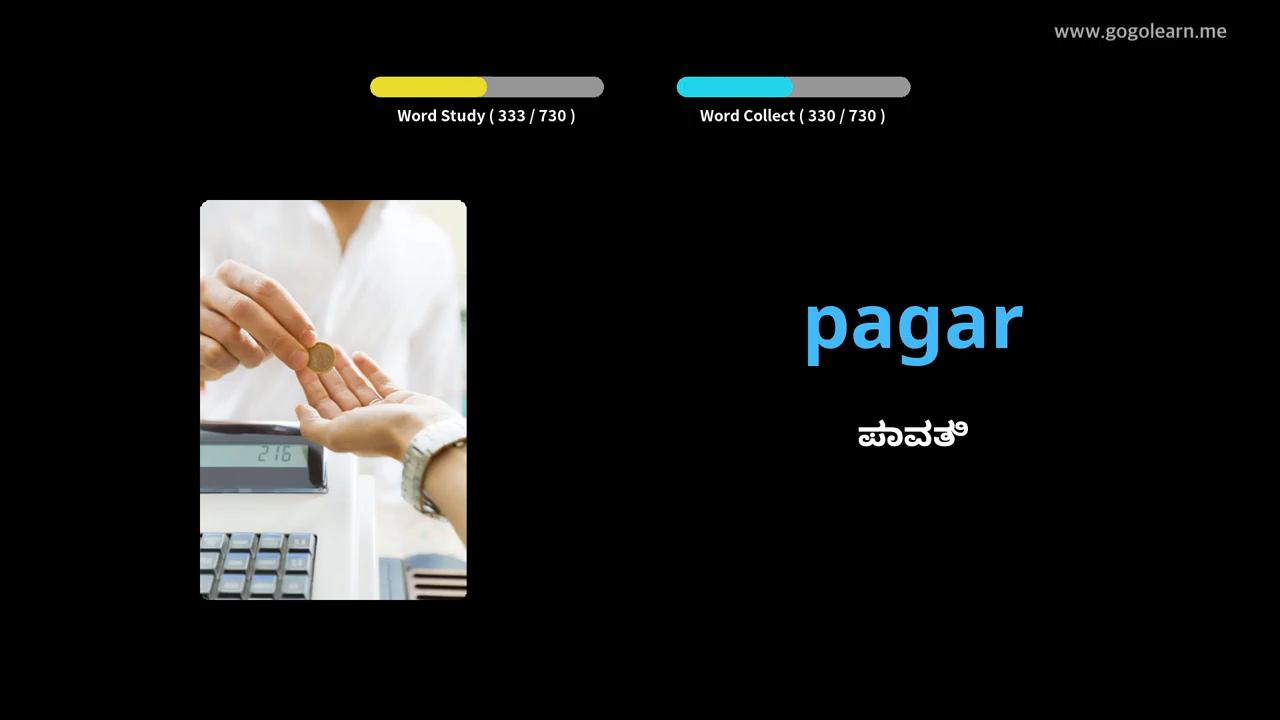 www.gogolearn.me
Word Study ( 333 / 730 )
Word Collect ( 330 / 730 )
pagar
ಪಾವತಿ
216